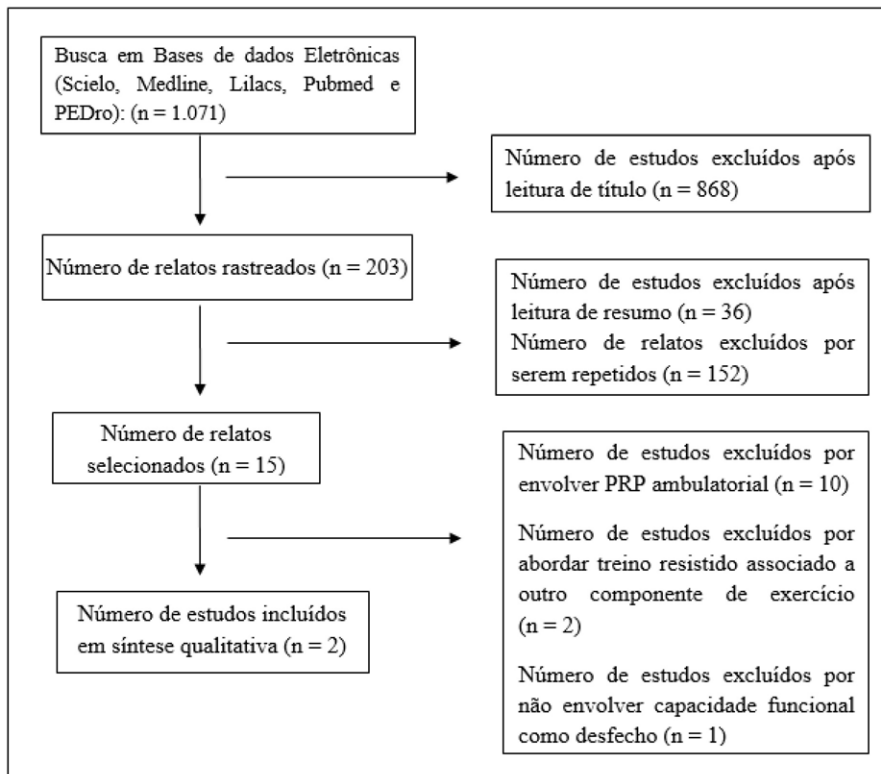 Busca em Bases de dados Eletrônicas
(Scielo, Medline, Lilacs, Pubmed e
PEDro): (n = 1.071)
Número de estudos excluídos após
leitura de título (n = 868)
Número de relatos rastreados (n = 203)
Número de estudos excluídos após
leitura de resumo (n = 36)
Número de relatos excluídos por
serem repetidos (n = 152)
Número de relatos
selecionados (n = 15)
Número de estudos excluídos por
envolver PRP ambulatorial (n = 10)
Número de estudos excluídos por
abordar treino resistido associado a
outro componente de exercício
(n = 2)
Número de estudos excluídos por
não envolver capacidade funcional
como desfecho (n = 1)
Número de estudos incluídos
em síntese qualitativa (n = 2)